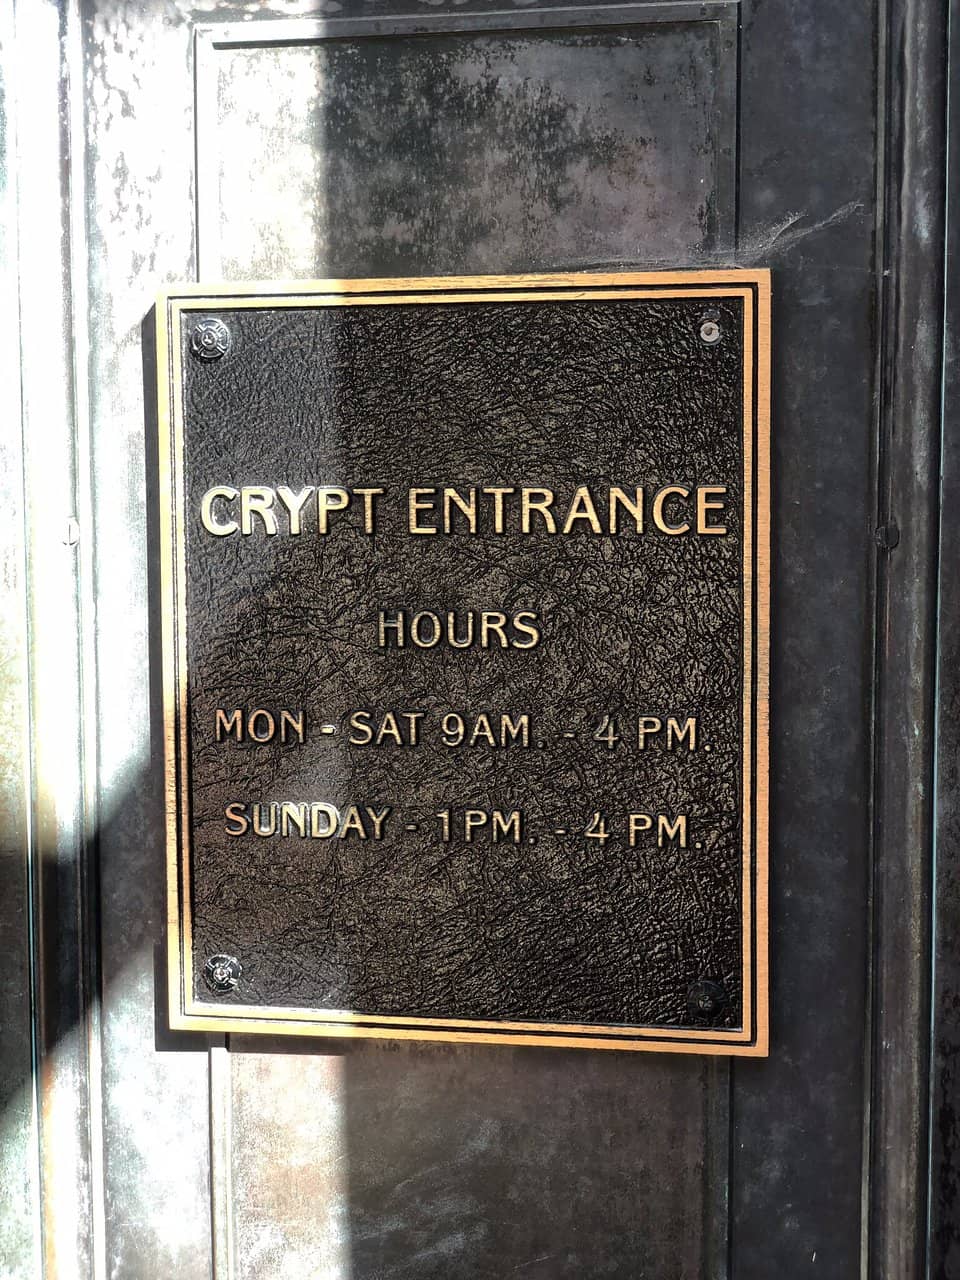 CRYPT ENTRANCE
HOURS
MON - SAT 9AM. - 4 PM.
SUNDAY - 1PM. - 4 PM.